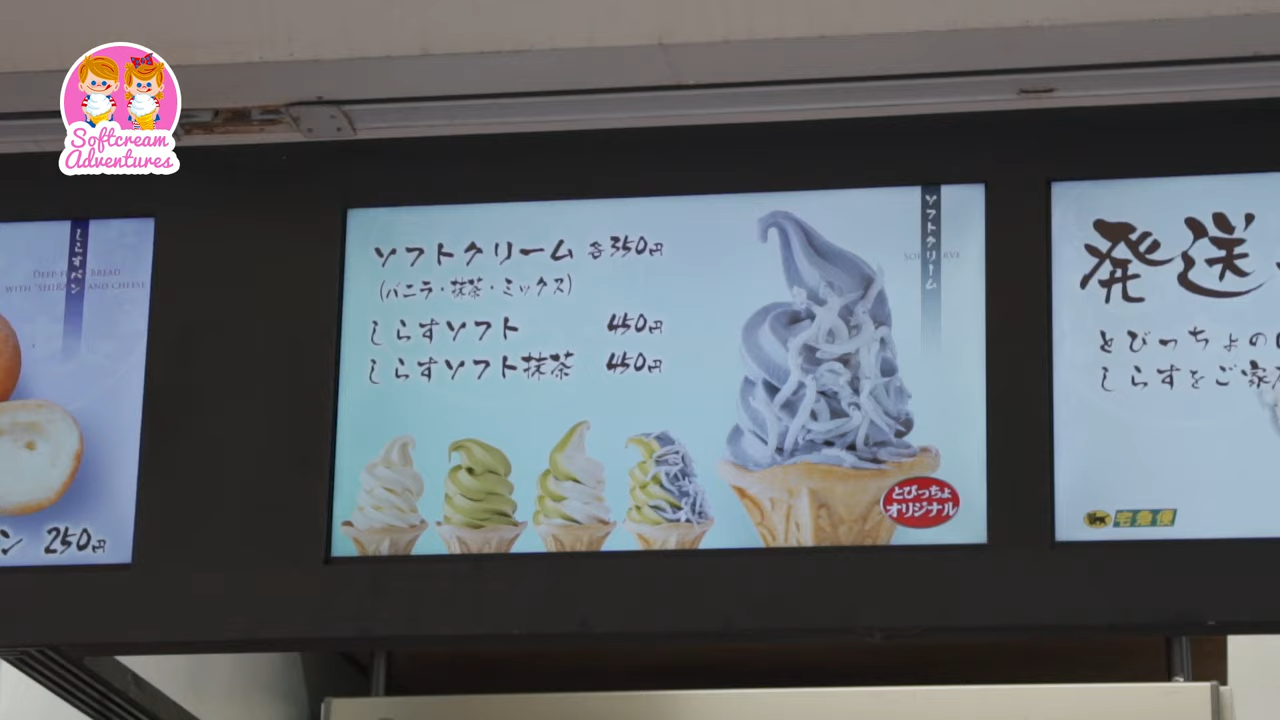 Softcream
Adventures
しらすパン
DEEP-F BREAD
WITH "SHIRA AND CHEESE
ン 250円
ソフトクリーム 各350円
(バニラ・抹茶・ミックス)
しらすソフト 450円
しらすソフト抹茶 450円
ソフトクリーム
SOF RVE
とびっちょ
オリジナル
発送
とびっちょの
しらすをご家
宅急便